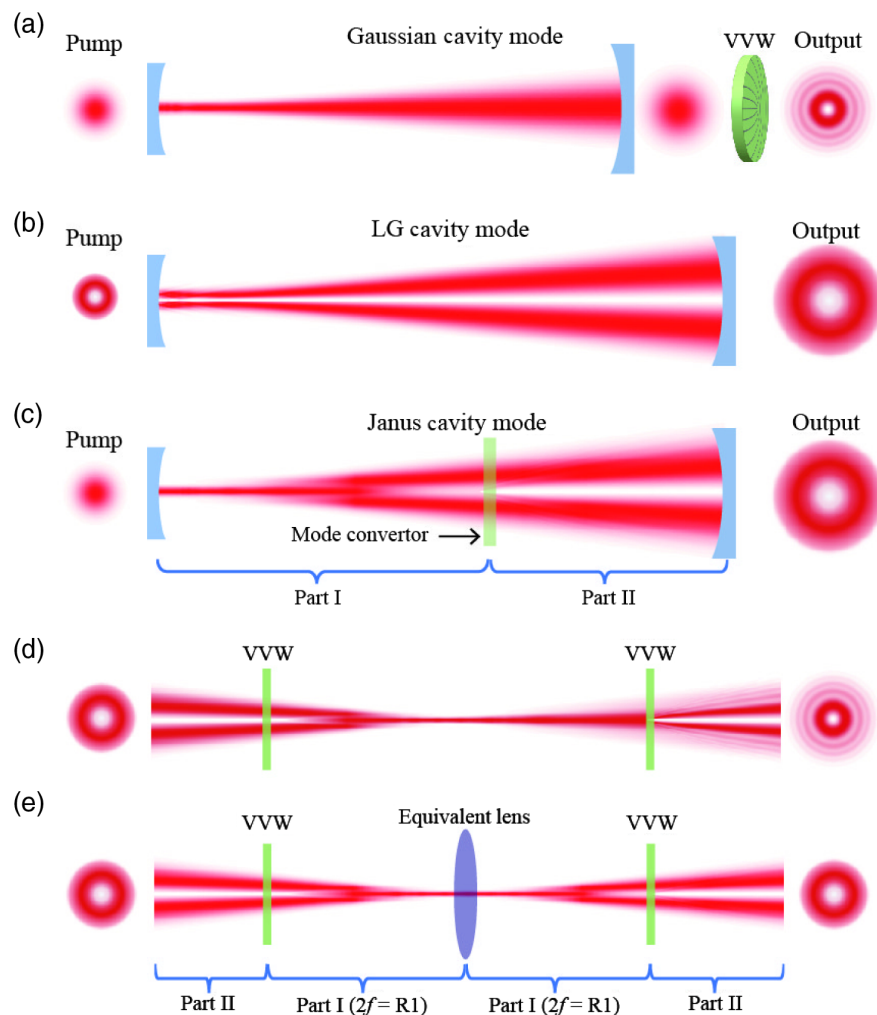 (a)
Pump
Gaussian cavity mode
VVW
Output
(b)
Pump
LG cavity mode
Output
(c)
Pump
Janus cavity mode
Output
Mode convertor
Part I
Part II
(d)
VVW
VVW
(e)
VVW
Equivalent lens
VVW
Part II
Part I (2f = R1)
Part I (2f = R1)
Part II